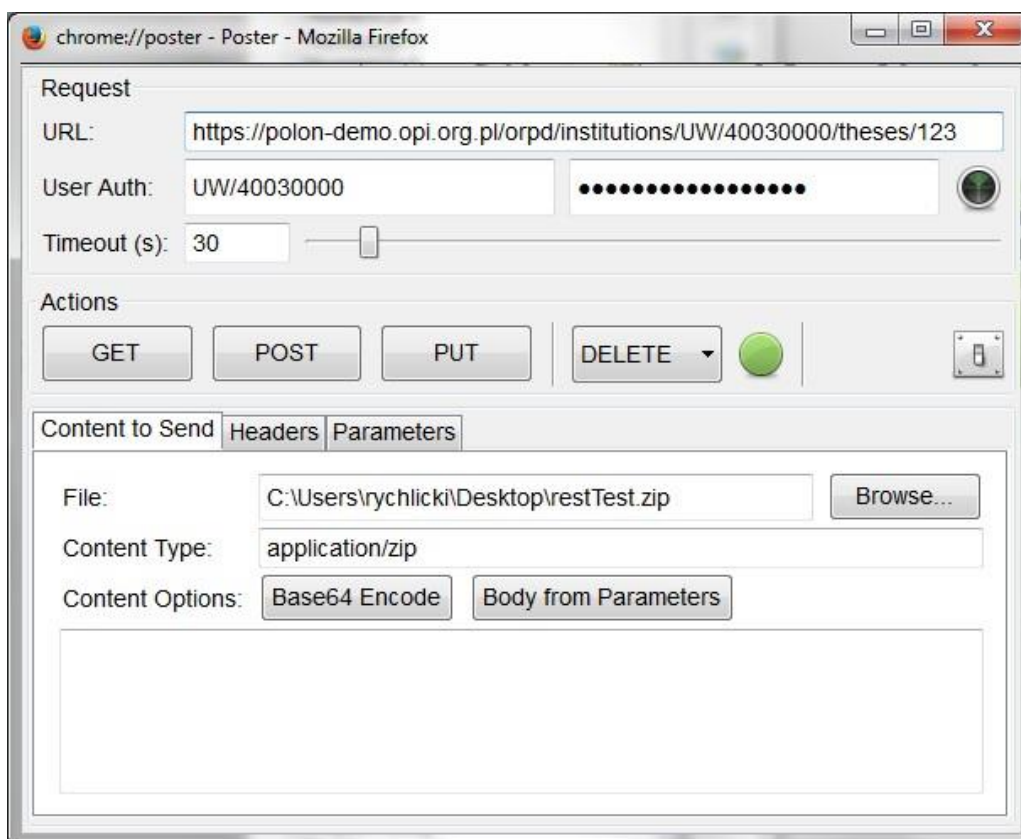 chrome://poster - Poster - Mozilla Firefox
Request
URL: https://polon-demo.opi.org.pl/orpd/institutions/UW/40030000/theses/123
User Auth: UW/40030000 •••••••••••••••••
Timeout (s): 30
Actions
GET POST PUT DELETE
Content to Send Headers Parameters
File: C:\Users\rychlicki\Desktop\restTest.zip Browse...
Content Type: application/zip
Content Options: Base64 Encode Body from Parameters